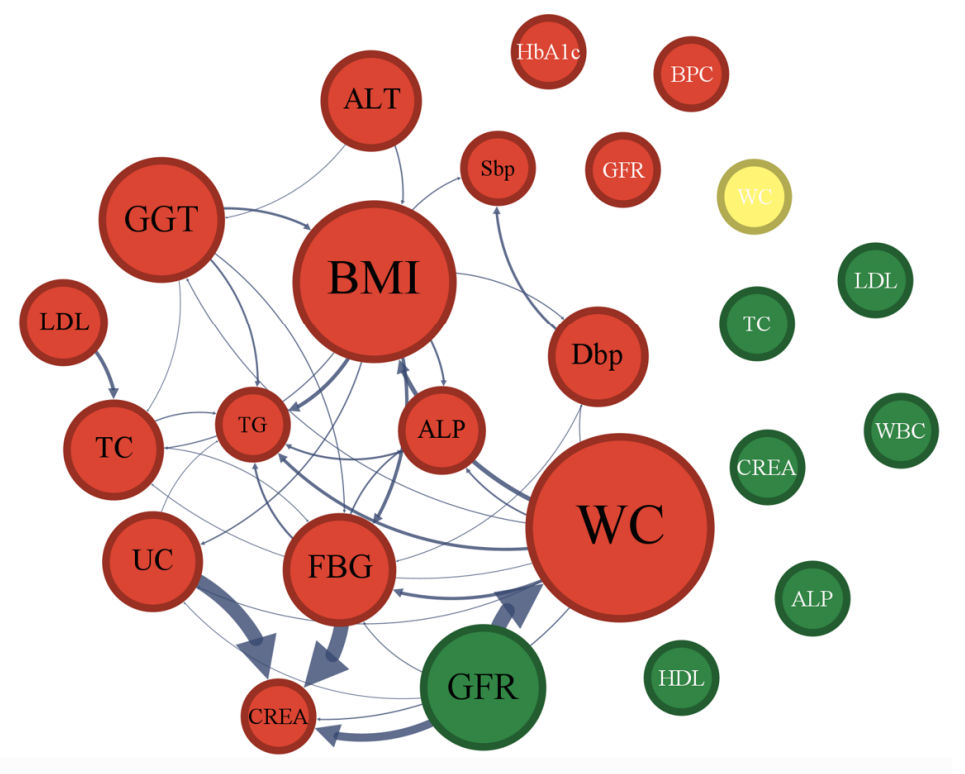 HbA1c
BPC
ALT
Sbp
GFR
WC
GGT
BMI
LDL
LDL
TC
Dbp
TG
ALP
WBC
TC
CREA
WC
UC
FBG
ALP
HDL
GFR
CREA